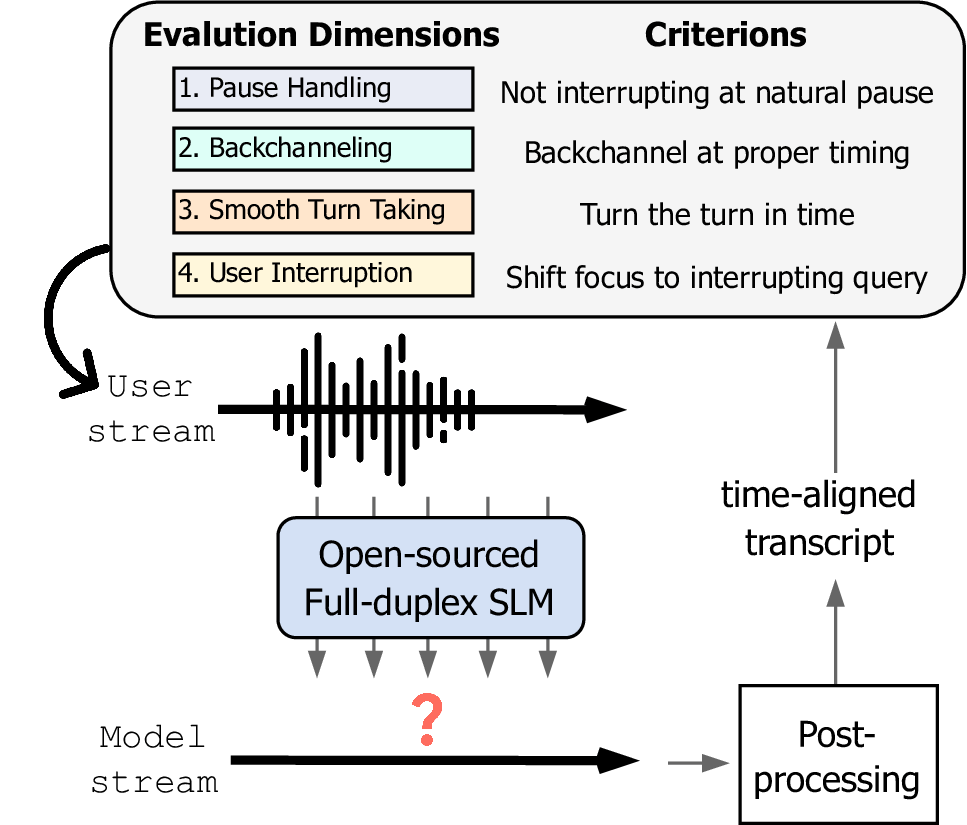 Evalution Dimensions
Criterions
1. Pause Handling
Not interrupting at natural pause
2. Backchanneling
Backchannel at proper timing
3. Smooth Turn Taking
Turn the turn in time
4. User Interruption
Shift focus to interrupting query
User
stream
time-aligned
transcript
Open-sourced
Full-duplex SLM
?
Model
stream
Post-
processing